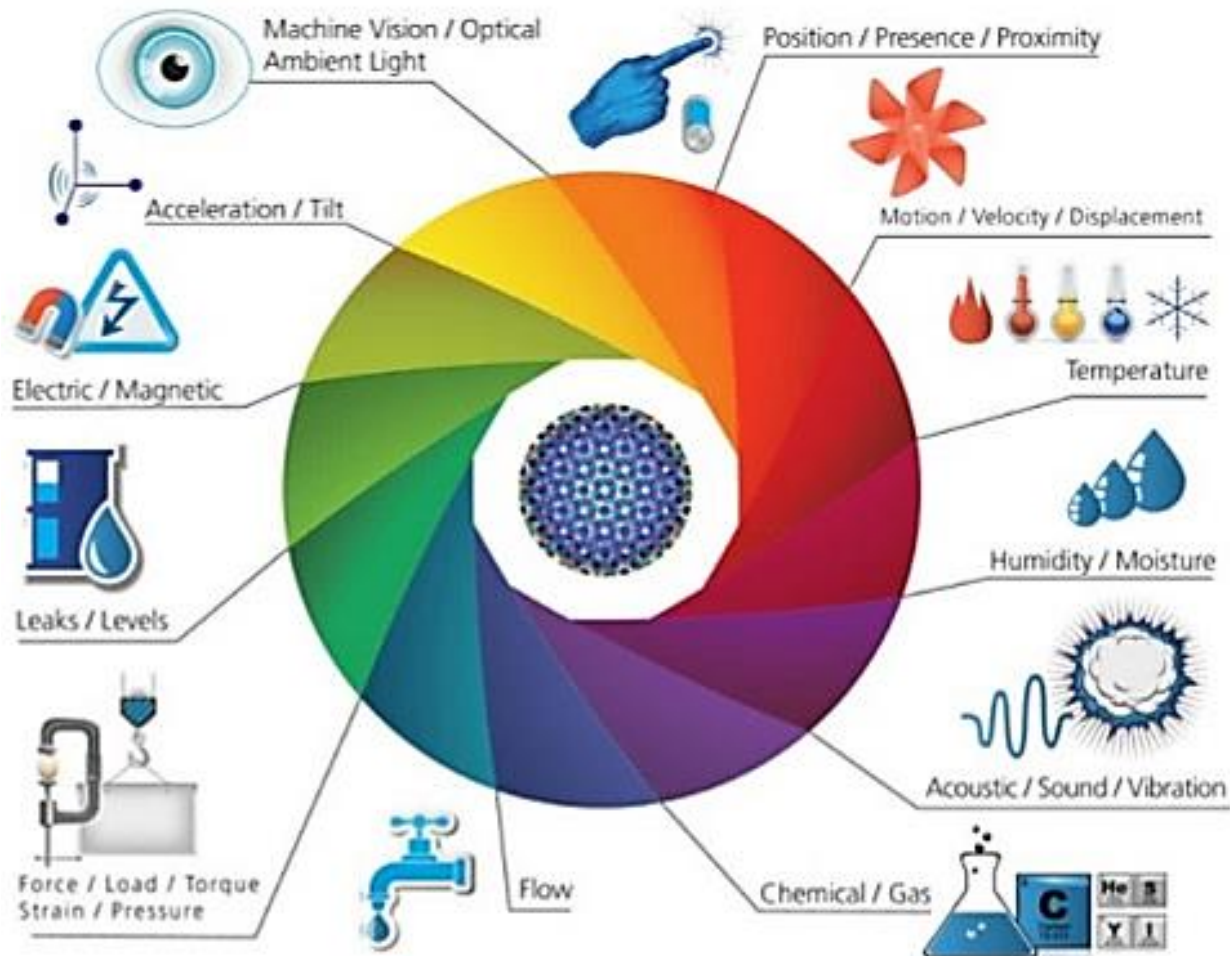 Machine Vision / Optical
Ambient Light
Position / Presence / Proximity
Acceleration / Tilt
Motion / Velocity / Displacement
Electric / Magnetic
Temperature
Leaks / Levels
Humidity / Moisture
Acoustic / Sound / Vibration
Force / Load / Torque
Strain / Pressure
Flow
Chemical / Gas
C
He
S
Y
I